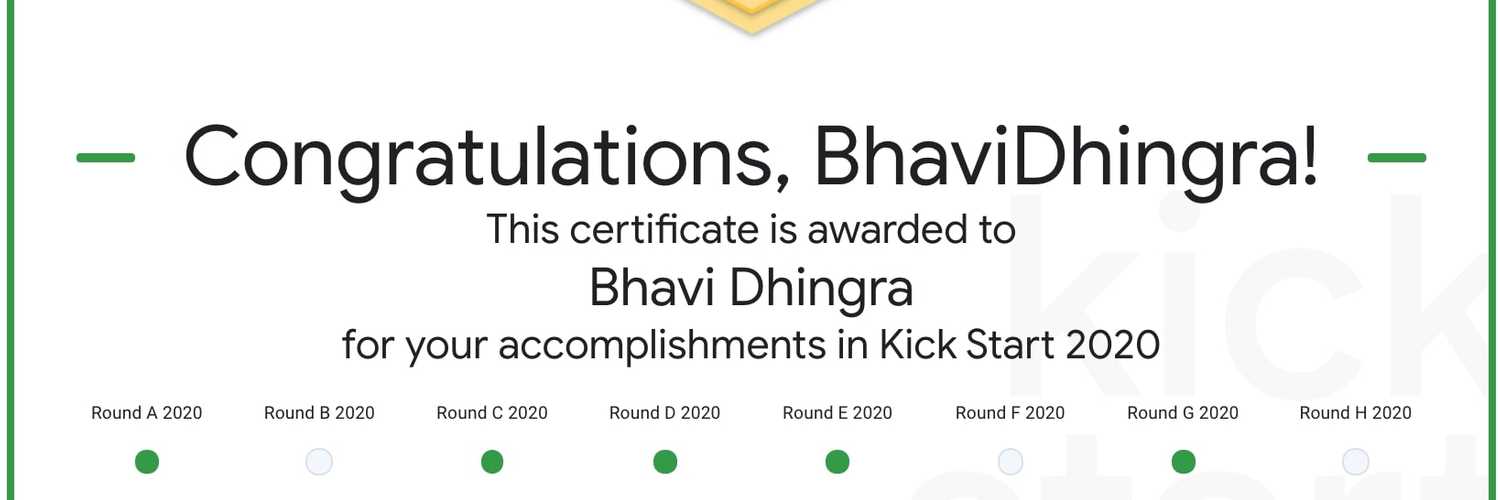 Congratulations, BhaviDhingra!
This certificate is awarded to
Bhavi Dhingra
for your accomplishments in Kick Start 2020
Round A 2020 Round B 2020 Round C 2020 Round D 2020 Round E 2020 Round F 2020 Round G 2020 Round H 2020
kick
start